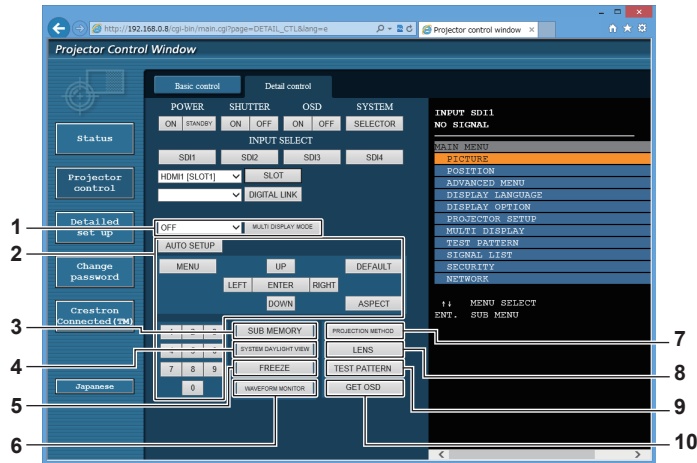 http://192.168.0.8/cgi-bin/main.cgi?page=DETAIL_CTL&lang=e
Projector control window
Projector Control Window
Basic control
Detail control
POWER SHUTTER OSD SYSTEM
ON STANDBY ON OFF ON OFF SELECTOR
INPUT SELECT
SDI1 SDI2 SDI3 SDI4
HDMI1 [SLOT1] SLOT
DIGITAL LINK
OFF MULTI DISPLAY MODE
AUTO SETUP
MENU UP DEFAULT
LEFT ENTER RIGHT
DOWN ASPECT
SUB MEMORY PROJECTION METHOD
SYSTEM DAYLIGHT VIEW LENS
7 8 9 FREEZE TEST PATTERN
0 WAVEFORM MONITOR GET OSD
Status
Projector
control
Detailed
set up
Change
password
Crestron
Connected(TM)
Japanese
INPUT SDI1
NO SIGNAL
MAIN MENU
PICTURE
POSITION
ADVANCED MENU
DISPLAY LANGUAGE
DISPLAY OPTION
PROJECTOR SETUP
MULTI DISPLAY
TEST PATTERN
SIGNAL LIST
SECURITY
NETWORK
↑↓ MENU SELECT
ENT. SUB MENU
1
2
3
4
5
6
7
8
9
10